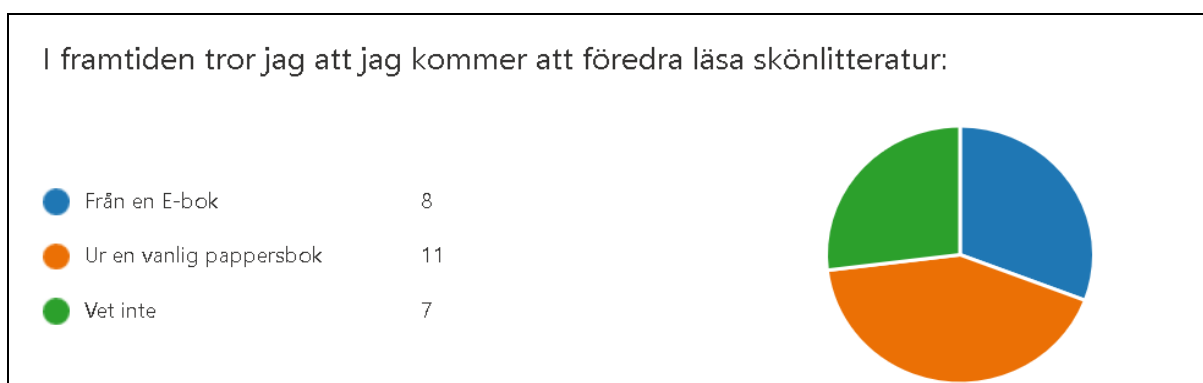 I framtiden tror jag att jag kommer att föredra läsa skönlitteratur:
Från en E-bok 8
Ur en vanlig pappersbok 11
Vet inte 7